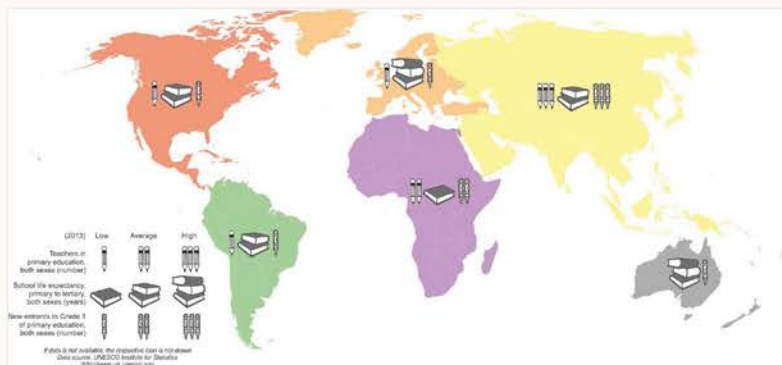 (2013) Low Average High
Teachers in
primary education,
both sexes (number)
School life expectancy,
primary to tertiary,
both sexes (years)
New entrants to Grade 1
of primary education,
both sexes (number)
If data is not available, the respective icon is not drawn.
Data source: UNESCO Institute for Statistics